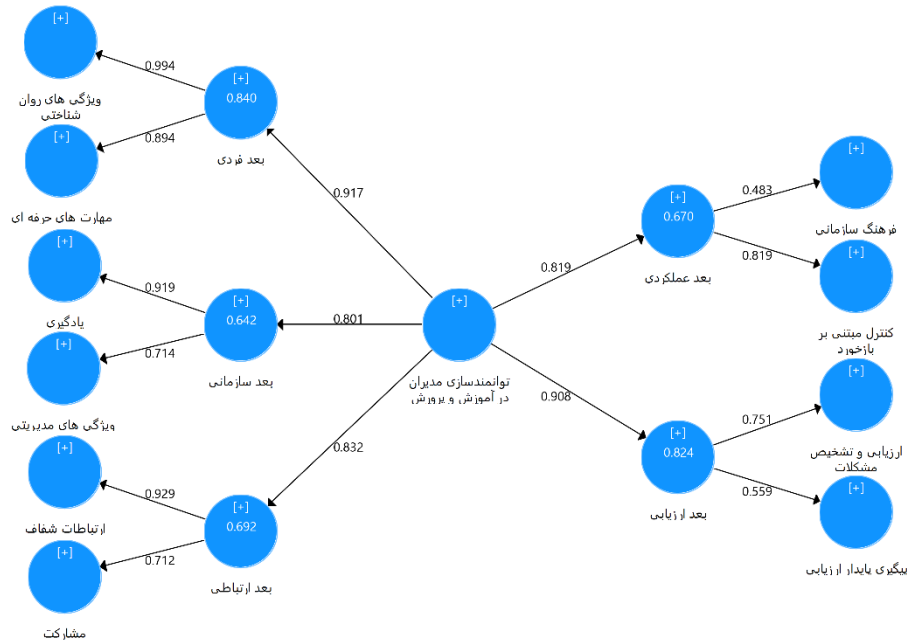 [+]
0.994
ویژگی های روان
شناختی
[+]
0.840
[+]
0.894
بعد فردی
مهارت های حرفه ای
0.917
[+]
0.919
یادگیری
[+]
0.642
[+]
0.714
بعد سازمانی
ویژگی های مدیریتی
0.801
[+]
توانمندسازی مدیران
در آموزش و پرورش
[+]
0.929
ارتباطات شفاف
[+]
0.692
[+]
0.712
بعد ارتباطی
مشارکت
0.832
0.819
[+]
0.670
بعد عملکردی
0.483
[+]
فرهنگ سازمانی
0.819
[+]
کنترل مبتنی بر
بازخورد
0.908
[+]
0.824
بعد ارزیابی
0.751
[+]
ارزیابی و تشخیص
مشکلات
0.559
[+]
پیگیری پایدار ارزیابی